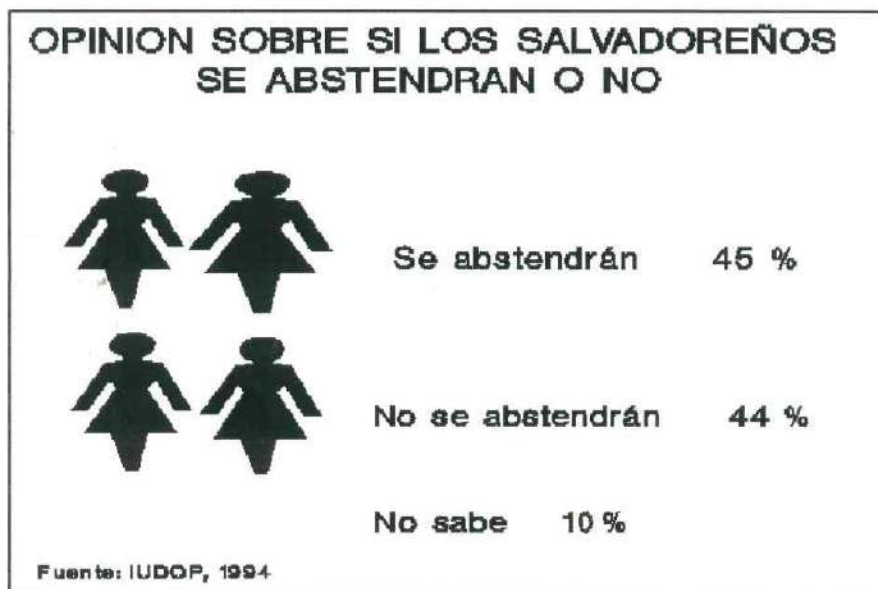 OPINION SOBRE SI LOS SALVADOREÑOS
SE ABSTENDRAN O NO
Se abstendrán 45 %
No se abstendrán 44 %
No sabe 10 %
Fuente: IUDOP, 1994